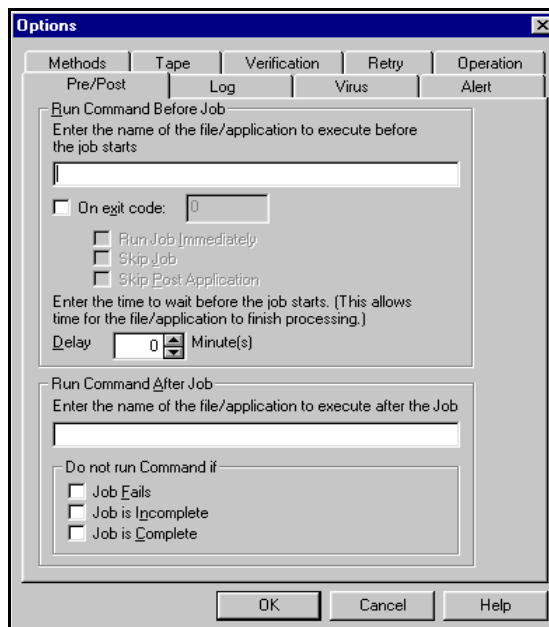 Options
Methods Tape Verification Retry Operation
Pre/Post Log Virus Alert
Run Command Before Job
Enter the name of the file/application to execute before
the job starts
On exit code: 0
Run Job Immediately
Skip Job
Skip Post Application
Enter the time to wait before the job starts. (This allows
time for the file/application to finish processing.)
Delay 0 Minute(s)
Run Command After Job
Enter the name of the file/application to execute after the Job
Do not run Command if
Job Fails
Job is Incomplete
Job is Complete
OK Cancel Help